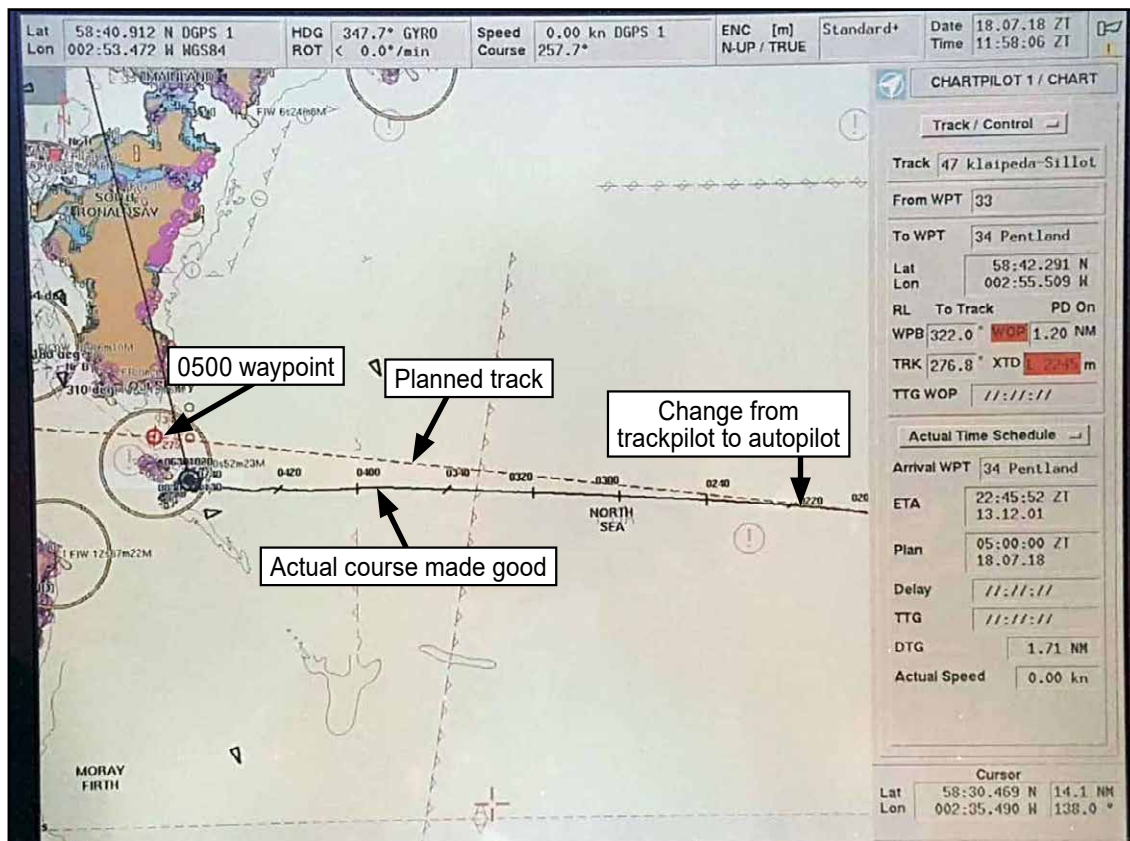 Lat 58:40.912 N DGPS 1
Lon 002:53.472 W WGS84
HDG 347.7° GYRO
ROT < 0.0°/min
Speed 0.00 kn DGPS 1
Course 257.7°
ENC [m]
N-UP / TRUE
Standard+
Date 18.07.18 ZT
Time 11:58:06 ZT
CHARTPILOT 1 / CHART
Track / Control
Track 47 klaipeda-Sillot
From WPT 33
To WPT 34 Pentland
Lat 58:42.291 N
Lon 002:55.509 W
RL To Track PD On
WPB 322.0 ° WOP 1.20 NM
TRK 276.8 ° XTD L 2245 m
TTG WOP //://://
Actual Time Schedule
Arrival WPT 34 Pentland
ETA 22:45:52 ZT
13.12.01
Plan 05:00:00 ZT
18.07.18
Delay //://://
TTG //://://
DTG 1.71 NM
Actual Speed 0.00 kn
Cursor
Lat 58:30.469 N 14.1 NM
Lon 002:35.490 W 138.0 °
MAINLAND
SOUTH
RONALDSAY
180 deg
310 deg
0500 waypoint
Planned track
Change from
trackpilot to autopilot
0s52m23M
0420
0400
0340
0320
0300
0240
0220
020
NORTH
SEA
Actual course made good
MORAY
FIRTH